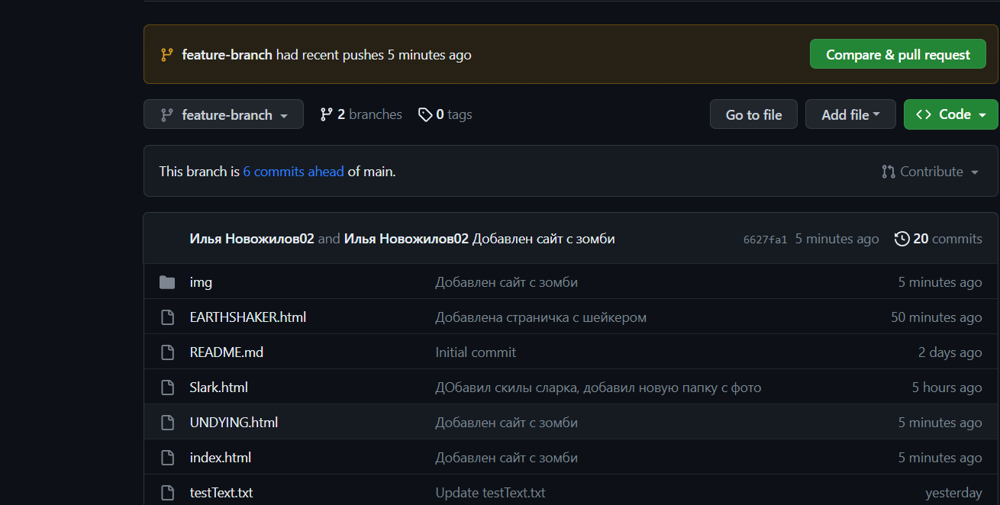 feature-branch had recent pushes 5 minutes ago Compare & pull request
feature-branch 2 branches 0 tags Go to file Add file Code
This branch is 6 commits ahead of main. Contribute
Илья Новожилов02 and Илья Новожилов02 Добавлен сайт с зомби 6627fa1 5 minutes ago 20 commits
img Добавлен сайт с зомби 5 minutes ago
EARTHSHAKER.html Добавлена страничка с шейкером 50 minutes ago
README.md Initial commit 2 days ago
Slark.html ДОбавил скилы сларка, добавил новую папку с фото 5 hours ago
UNDYING.html Добавлен сайт с зомби 5 minutes ago
index.html Добавлен сайт с зомби 5 minutes ago
testText.txt Update testText.txt yesterday